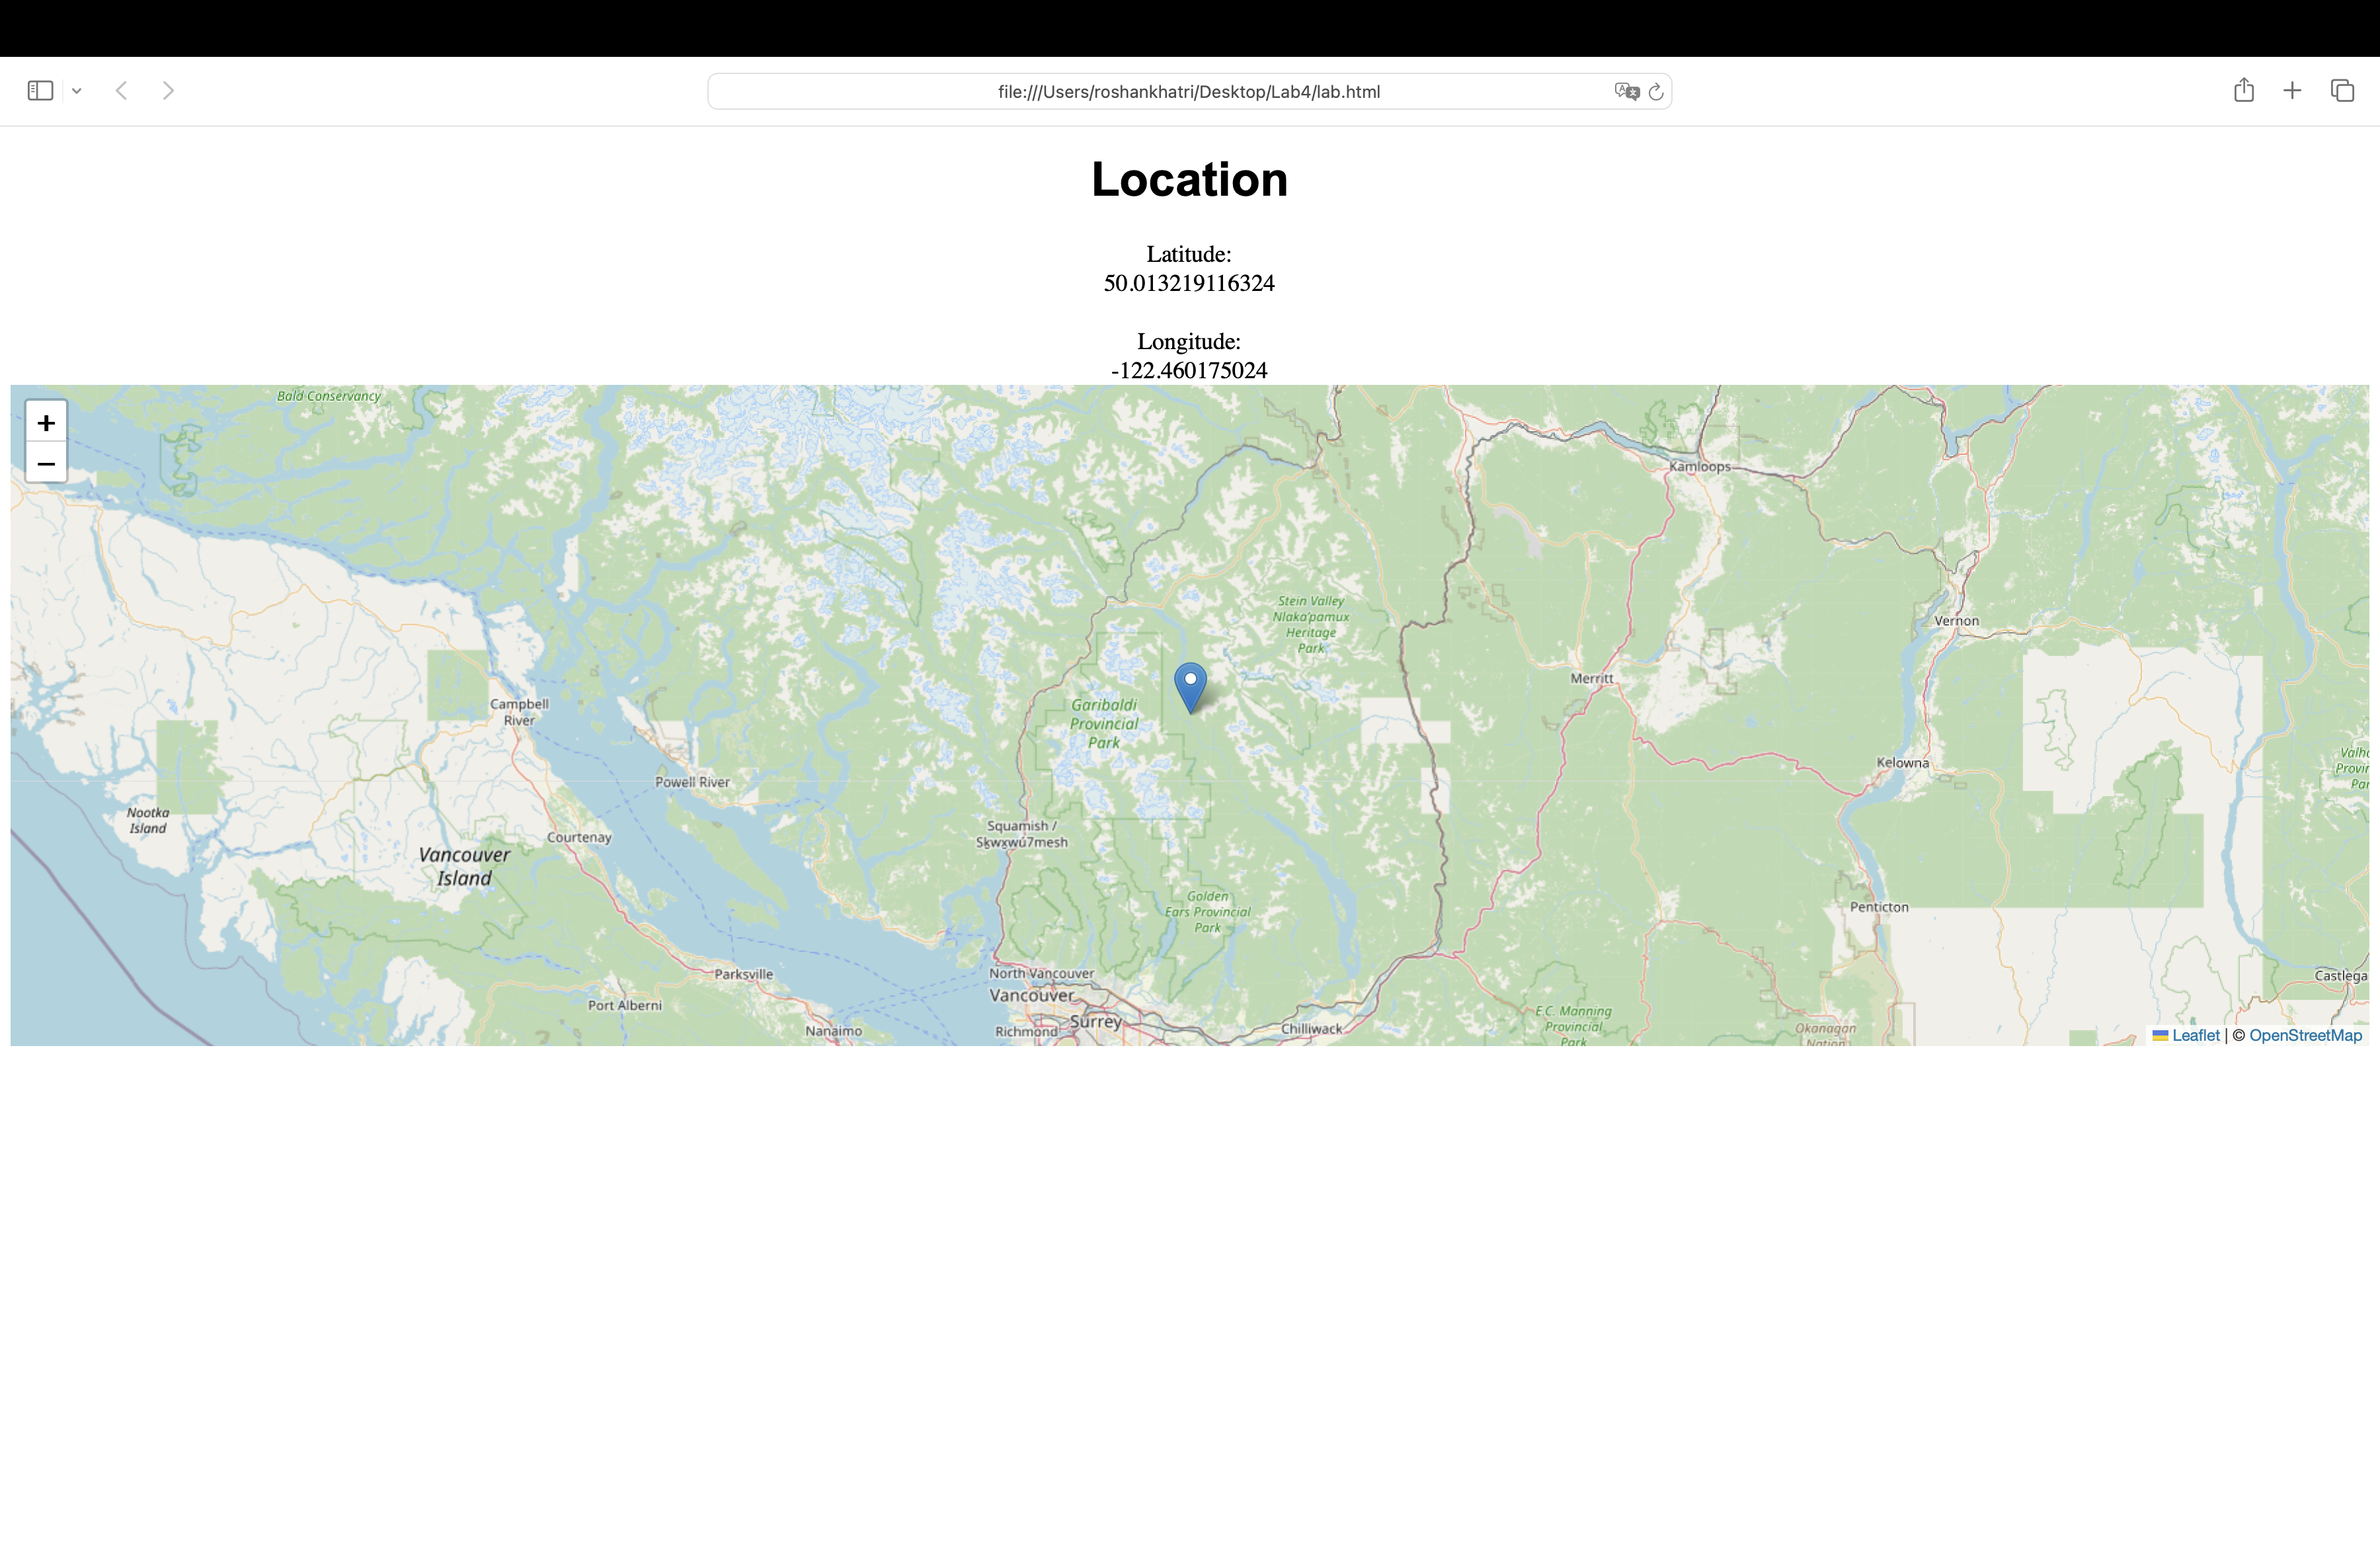 file:///Users/roshankhatri/Desktop/Lab4/lab.html
Location
Latitude:
50.013219116324
Longitude:
-122.460175024
+
−
Bald Conservancy
Kamloops
Stein Valley
Nlaka'pamux
Heritage
Park
Vernon
Merritt
Campbell
River
Garibaldi
Provincial
Park
Valh
Provin
Par
Kelowna
Powell River
Nootka
Island
Squamish /
Skwxwú7mesh
Courtenay
Vancouver
Island
Golden
Ears Provincial
Park
Penticton
Parksville
North Vancouver
Castlega
Vancouver
Port Alberni
E.C. Manning
Provincial
Park
Surrey
Nanaimo
Richmond
Chilliwack
Okanagan
Nation
Leaflet | © OpenStreetMap